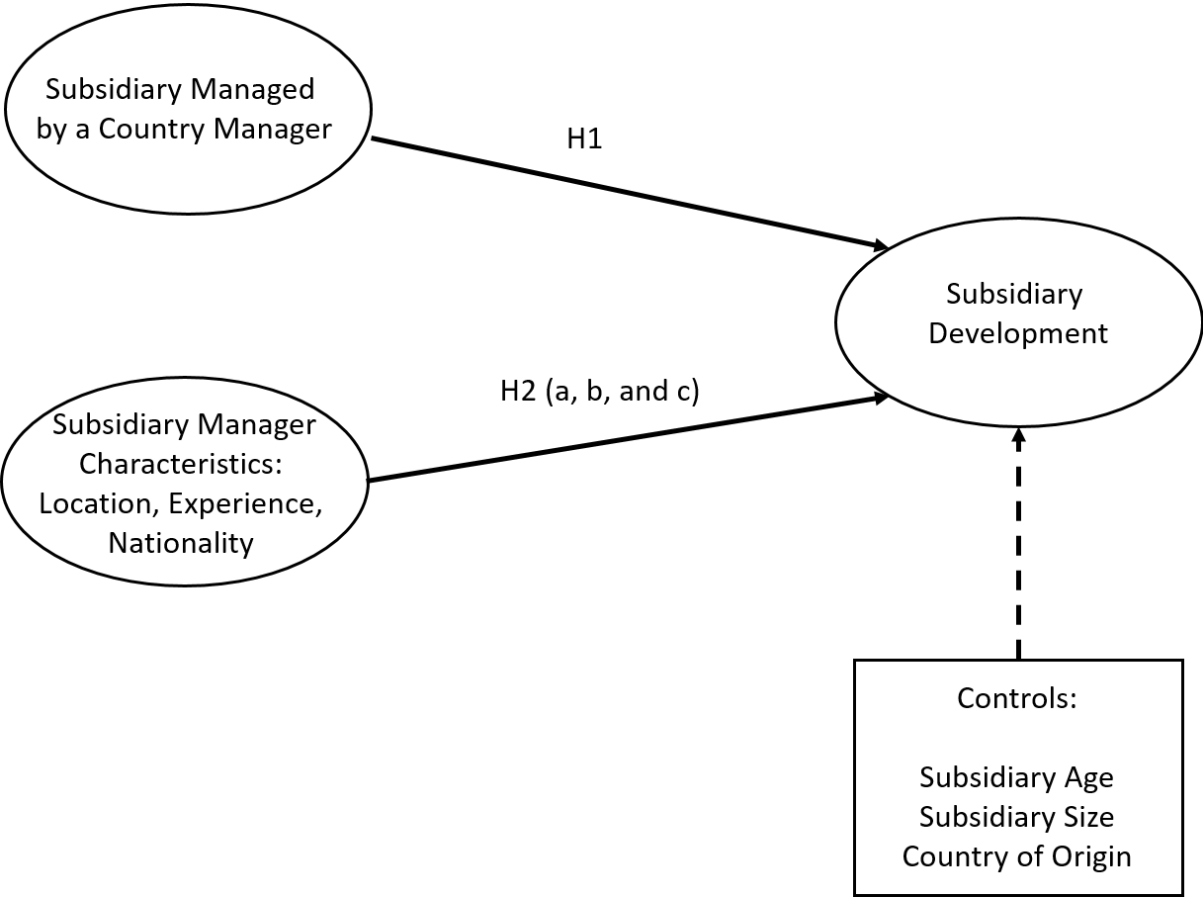 Subsidiary Managed
by a Country Manager
H1
Subsidiary
Development
H2 (a, b, and c)
Subsidiary Manager
Characteristics:
Location, Experience,
Nationality
Controls:
Subsidiary Age
Subsidiary Size
Country of Origin